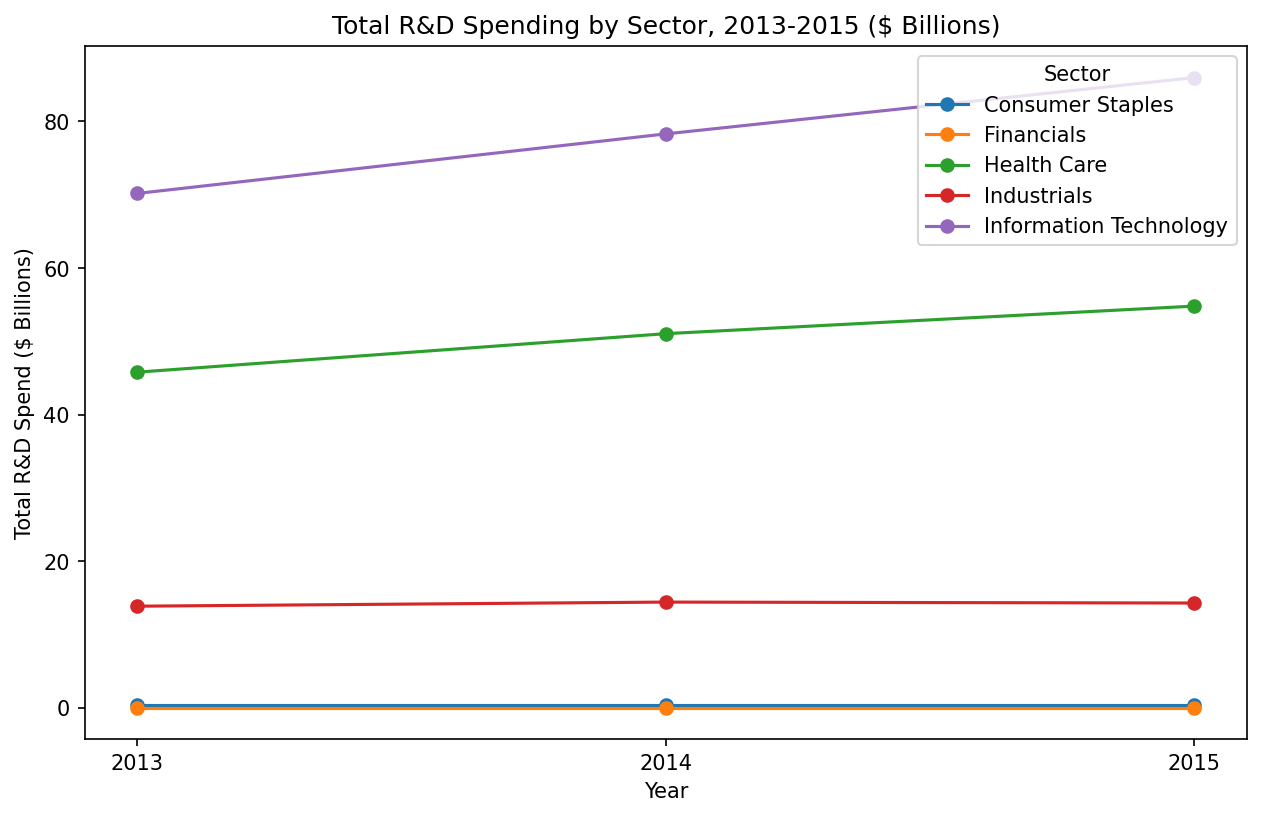 Total R&D Spending by Sector, 2013-2015 ($ Billions)
Sector
Consumer Staples
Financials
Health Care
Industrials
Information Technology
Total R&D Spend ($ Billions)
80
60
40
20
0
2013
2014
2015
Year